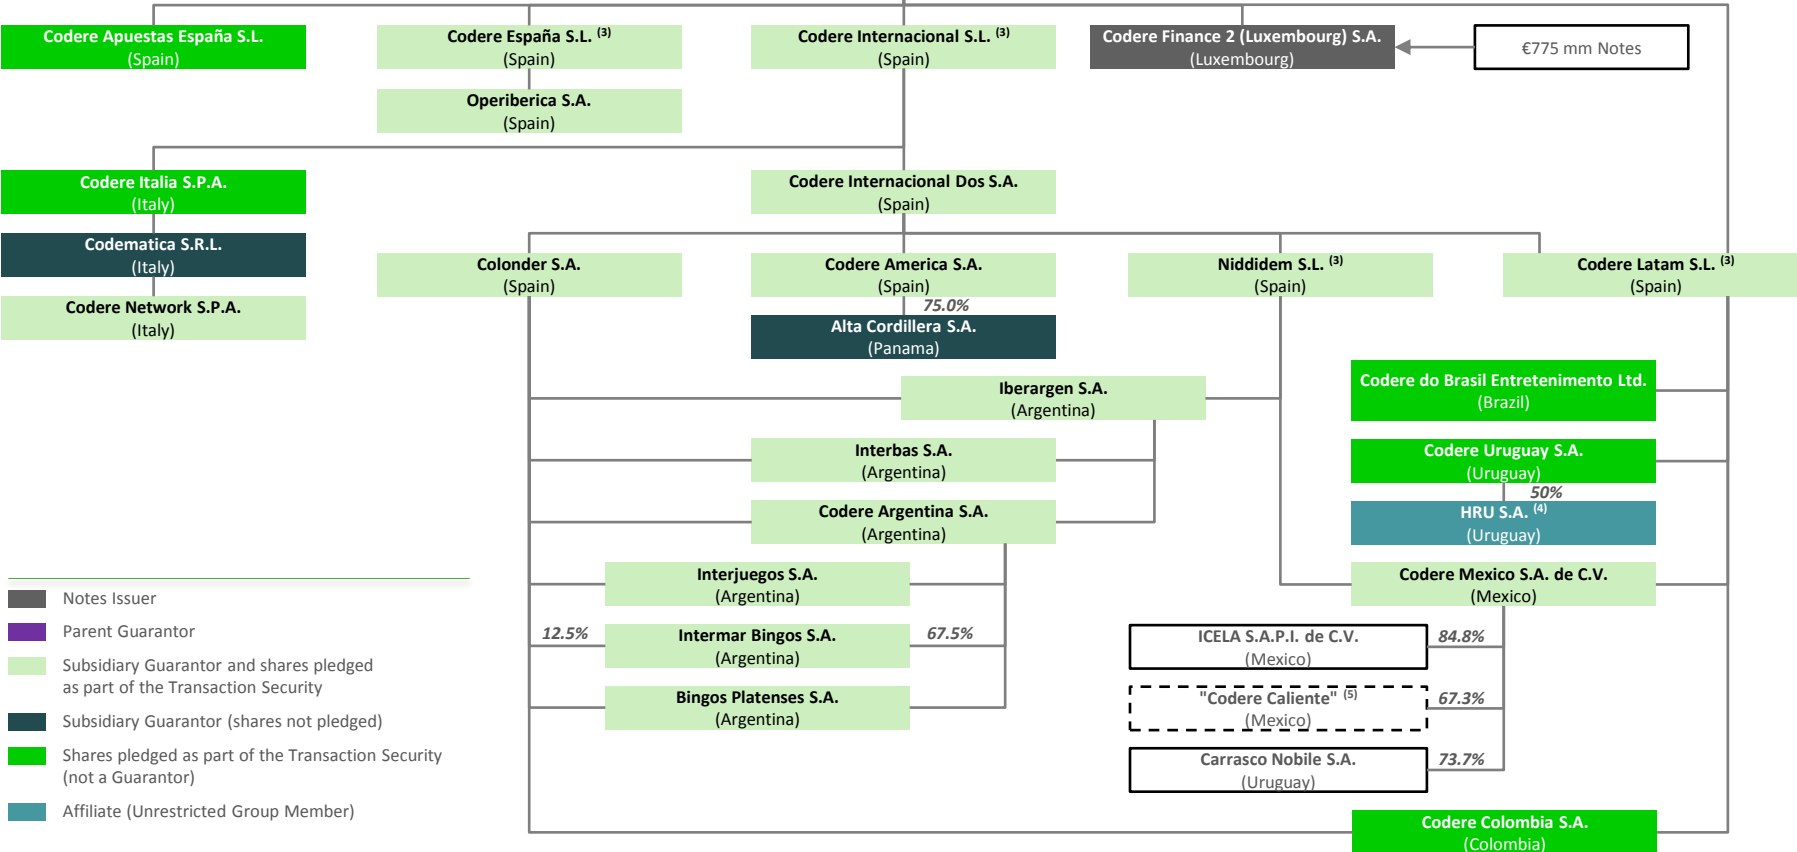 Codere Apuestas España S.L.
(Spain)
Codere España S.L. (3)
(Spain)
Codere Internacional S.L. (3)
(Spain)
Codere Finance 2 (Luxembourg) S.A.
(Luxembourg)
€775 mm Notes
Operiberica S.A.
(Spain)
Codere Italia S.P.A.
(Italy)
Codere Internacional Dos S.A.
(Spain)
Codematica S.R.L.
(Italy)
Codere Network S.P.A.
(Italy)
Colonder S.A.
(Spain)
Codere America S.A.
(Spain)
Niddidem S.L. (3)
(Spain)
Codere Latam S.L. (3)
(Spain)
75.0%
Alta Cordillera S.A.
(Panama)
Iberargen S.A.
(Argentina)
Codere do Brasil Entretenimento Ltd.
(Brazil)
Interbas S.A.
(Argentina)
Codere Uruguay S.A.
(Uruguay)
50%
Codere Argentina S.A.
(Argentina)
HRU S.A. (4)
(Uruguay)
Interjuegos S.A.
(Argentina)
Codere Mexico S.A. de C.V.
(Mexico)
12.5%
Intermar Bingos S.A.
(Argentina)
67.5%
ICELA S.A.P.I. de C.V.
(Mexico)
84.8%
Bingos Platenses S.A.
(Argentina)
"Codere Caliente" (5)
(Mexico)
67.3%
Carrasco Nobile S.A.
(Uruguay)
73.7%
Codere Colombia S.A.
(Colombia)
Notes Issuer
Parent Guarantor
Subsidiary Guarantor and shares pledged
as part of the Transaction Security
Subsidiary Guarantor (shares not pledged)
Shares pledged as part of the Transaction Security
(not a Guarantor)
Affiliate (Unrestricted Group Member)